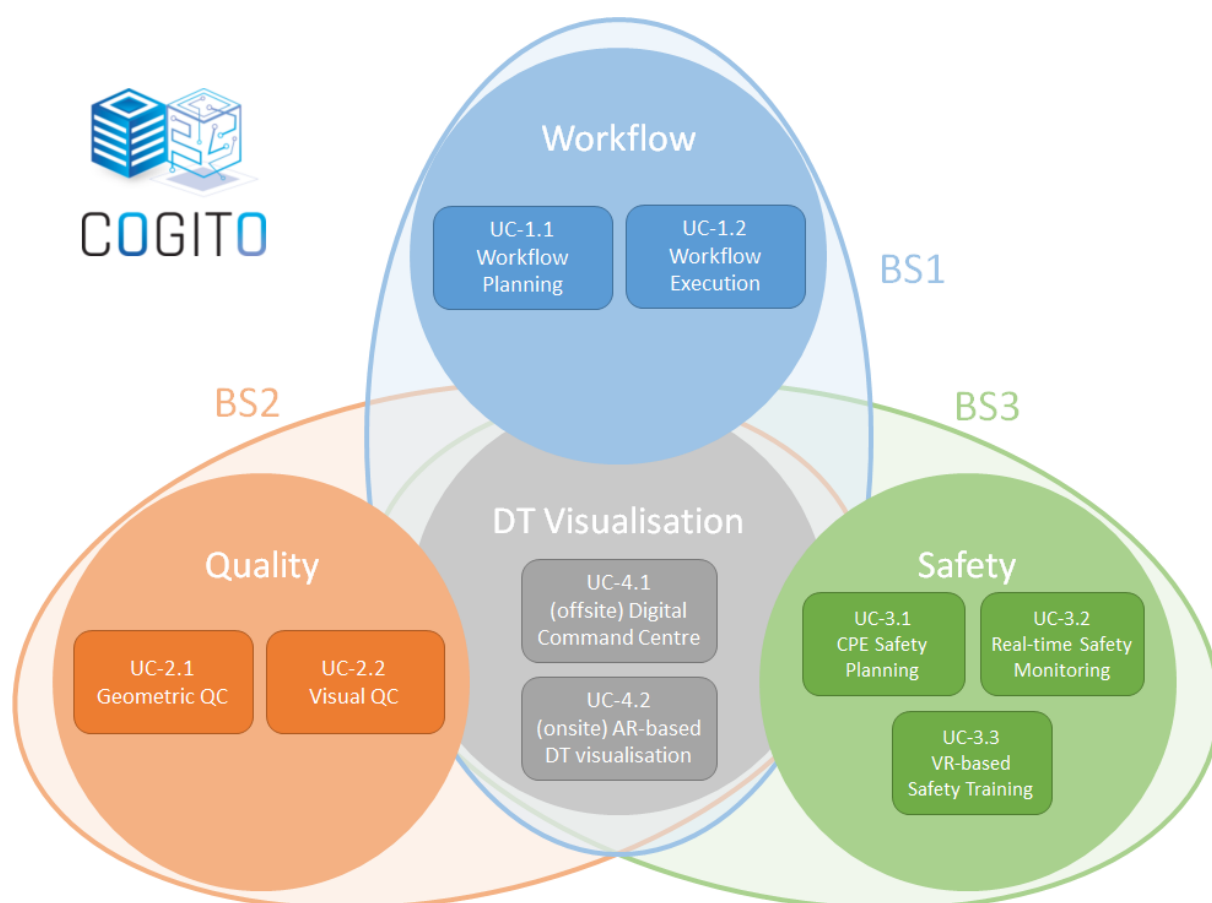 COGITO
Workflow
UC-1.1
Workflow
Planning
UC-1.2
Workflow
Execution
BS1
BS2
BS3
DT Visualisation
Quality
Safety
UC-4.1
(offsite) Digital
Command Centre
UC-3.1
CPE Safety
Planning
UC-3.2
Real-time Safety
Monitoring
UC-2.1
Geometric QC
UC-2.2
Visual QC
UC-4.2
(onsite) AR-based
DT visualisation
UC-3.3
VR-based
Safety Training